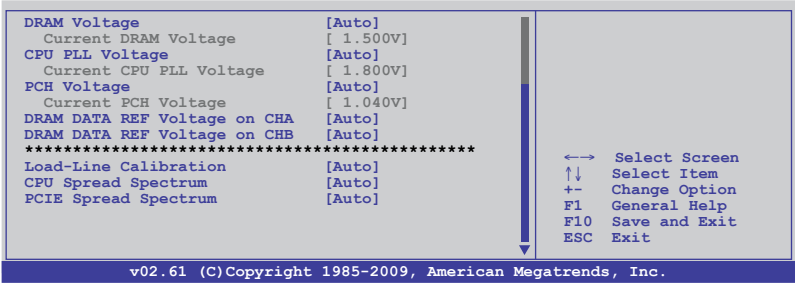 DRAM Voltage [Auto]
Current DRAM Voltage [ 1.500V]
CPU PLL Voltage [Auto]
Current CPU PLL Voltage [ 1.800V]
PCH Voltage [Auto]
Current PCH Voltage [ 1.040V]
DRAM DATA REF Voltage on CHA [Auto]
DRAM DATA REF Voltage on CHB [Auto]
***********************************************
Load-Line Calibration [Auto]
CPU Spread Spectrum [Auto]
PCIE Spread Spectrum [Auto]
←→ Select Screen
↑↓ Select Item
+- Change Option
F1 General Help
F10 Save and Exit
ESC Exit
v02.61 (C)Copyright 1985-2009, American Megatrends, Inc.